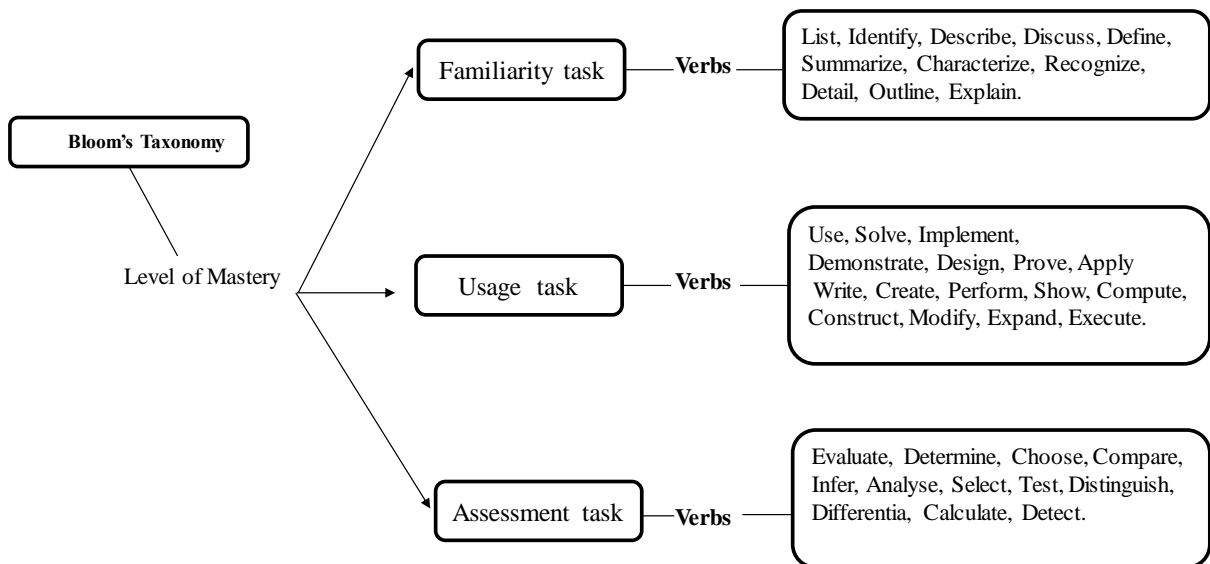 Bloom's Taxonomy
Level of Mastery
Familiarity task
Verbs
List, Identify, Describe, Discuss, Define,
Summarize, Characterize, Recognize,
Detail, Outline, Explain.
Usage task
Verbs
Use, Solve, Implement,
Demonstrate, Design, Prove, Apply
Write, Create, Perform, Show, Compute,
Construct, Modify, Expand, Execute.
Assessment task
Verbs
Evaluate, Determine, Choose, Compare,
Infer, Analyse, Select, Test, Distinguish,
Differentia, Calculate, Detect.